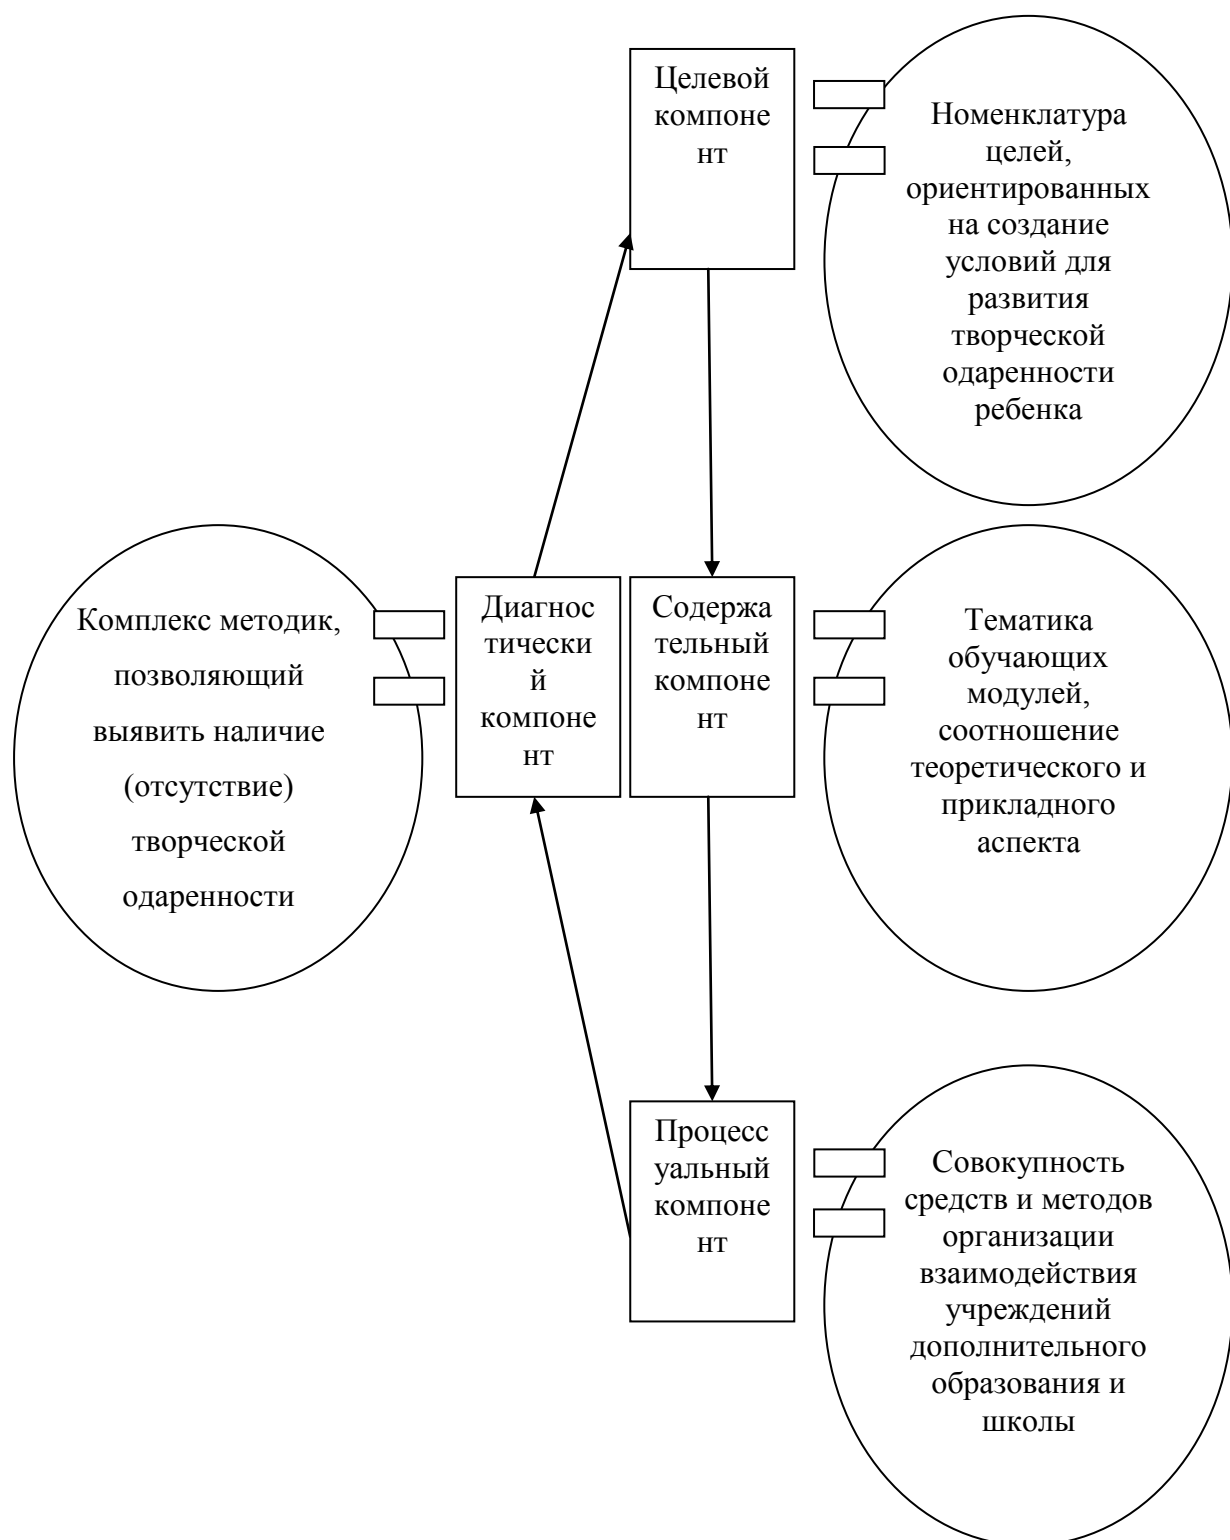 Целевой
компоне
нт
Номенклатура
целей,
ориентированных
на создание
условий для
развития
творческой
одаренности
ребенка
Комплекс методик,
позволяющий
выявить наличие
(отсутствие)
творческой
одаренности
Диагнос
тически
й
компоне
нт
Содержа
тельный
компоне
нт
Тематика
обучающих
модулей,
соотношение
теоретического и
прикладного
аспекта
Процесс
уальный
компоне
нт
Совокупность
средств и методов
организации
взаимодействия
учреждений
дополнительного
образования и
школы